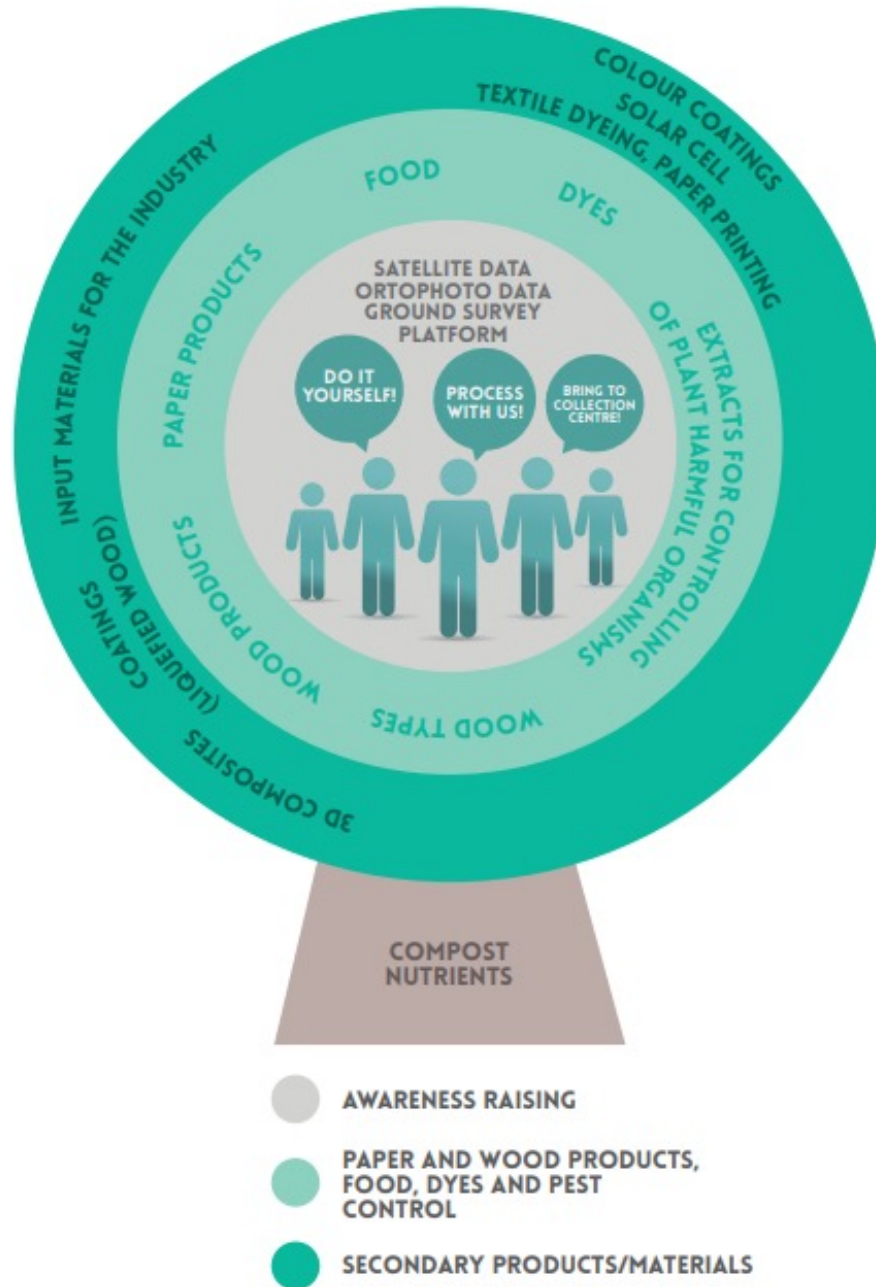 COLOUR COATINGS
SOLAR CELL
TEXTILE DYEING, PAPER PRINTING
INPUT MATERIALS FOR THE INDUSTRY
COATINGS
(LIQUEFIED WOOD)
3D COMPOSITES
FOOD
DYES
PAPER PRODUCTS
EXTRACTS FOR CONTROLLING
OF PLANT HARMFUL ORGANISMS
WOOD PRODUCTS
WOOD TYPES
SATELLITE DATA
ORTOPHOTO DATA
GROUND SURVEY
PLATFORM
DO IT
YOURSELF!
PROCESS
WITH US!
BRING TO
COLLECTION
CENTRE!
COMPOST
NUTRIENTS
AWARENESS RAISING
PAPER AND WOOD PRODUCTS,
FOOD, DYES AND PEST
CONTROL
SECONDARY PRODUCTS/MATERIALS